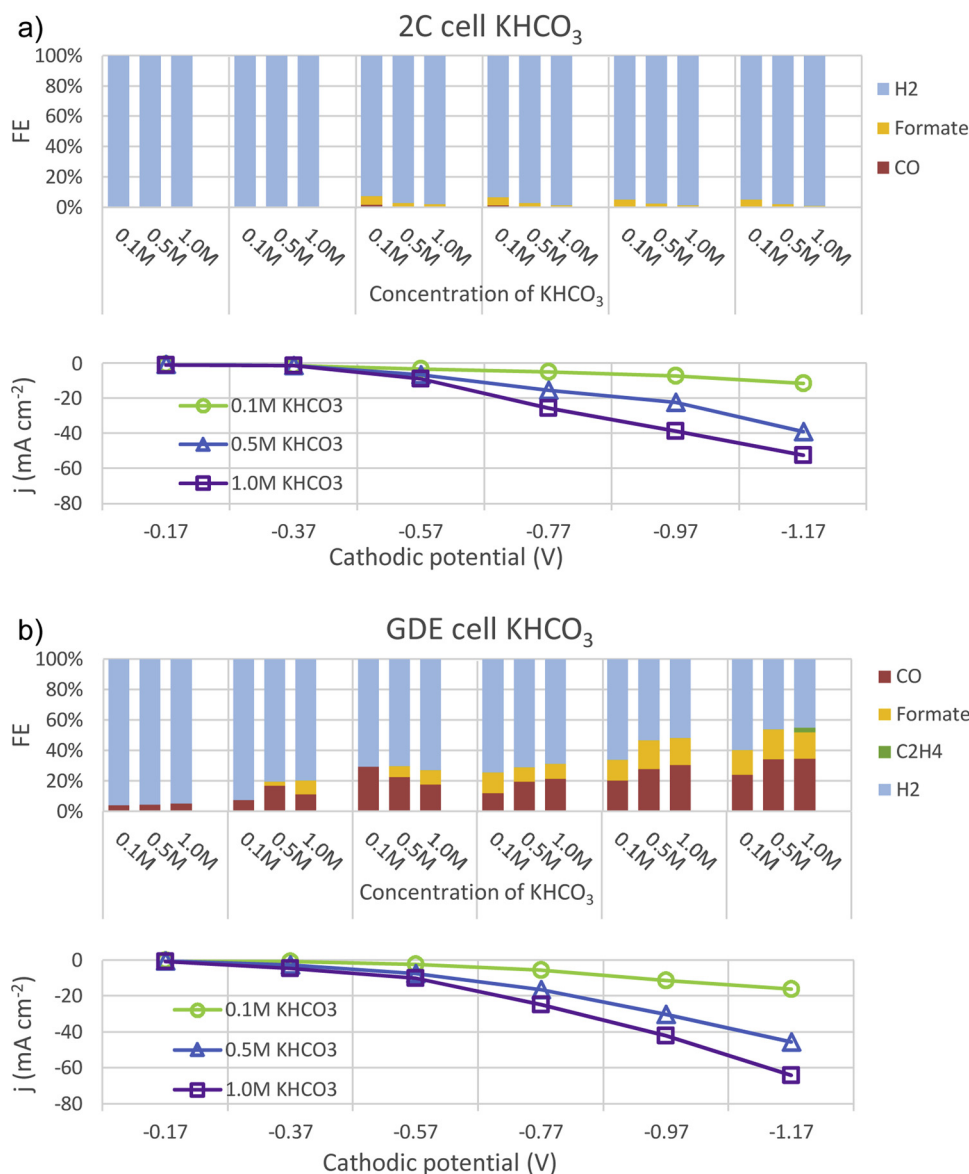 a)
2C cell KHCO₃
100%
80%
60%
40%
20%
0%
FE
H2
Formate
CO
0.1M 0.5M 1.0M 0.1M 0.5M 1.0M 0.1M 0.5M 1.0M 0.1M 0.5M 1.0M 0.1M 0.5M 1.0M 0.1M 0.5M 1.0M
Concentration of KHCO₃
0
-20
-40
-60
-80
j (mA cm⁻²)
0.1M KHCO3
0.5M KHCO3
1.0M KHCO3
-0.17 -0.37 -0.57 -0.77 -0.97 -1.17
Cathodic potential (V)
b)
GDE cell KHCO₃
100%
80%
60%
40%
20%
0%
FE
CO
Formate
C2H4
H2
0.1M 0.5M 1.0M 0.1M 0.5M 1.0M 0.1M 0.5M 1.0M 0.1M 0.5M 1.0M 0.1M 0.5M 1.0M 0.1M 0.5M 1.0M
Concentration of KHCO₃
0
-20
-40
-60
-80
j (mA cm⁻²)
0.1M KHCO3
0.5M KHCO3
1.0M KHCO3
-0.17 -0.37 -0.57 -0.77 -0.97 -1.17
Cathodic potential (V)